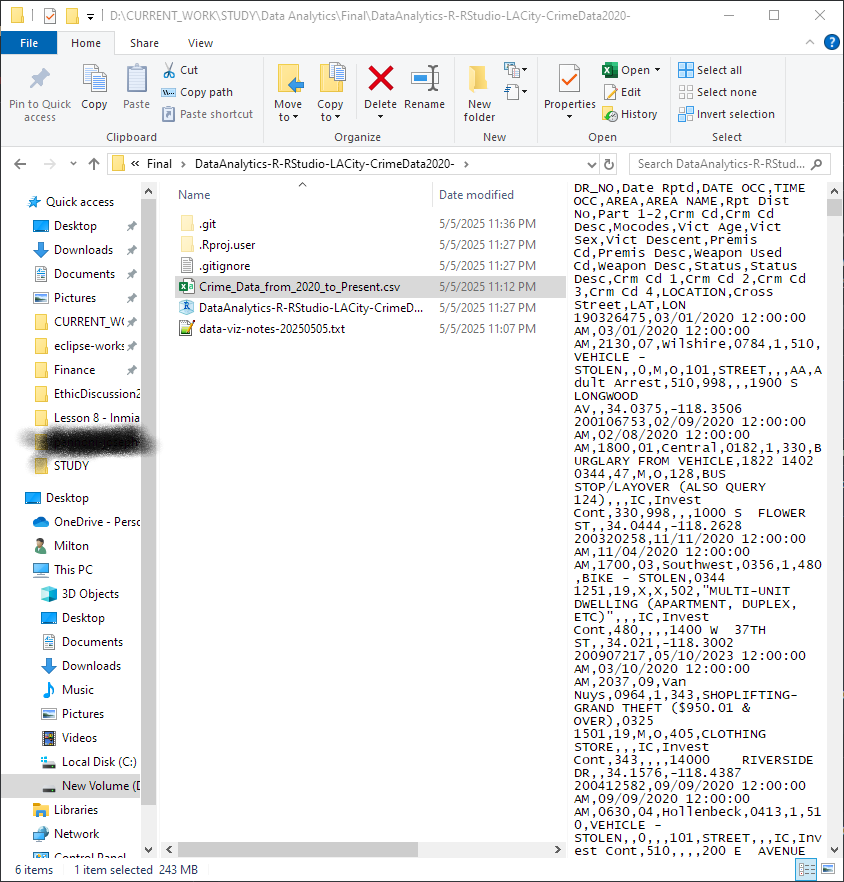 D:\CURRENT_WORK\STUDY\Data Analytics\Final\DataAnalytics-R-RStudio-LACity-CrimeData2020-
File
Home
Share
View
Pin to Quick access
Copy
Paste
Cut
Copy path
Paste shortcut
Clipboard
Move to
Copy to
Delete
Rename
Organize
New folder
New
Properties
Open
Edit
History
Open
Select all
Select none
Invert selection
Select
« Final > DataAnalytics-R-RStudio-LACity-CrimeData2020- >
Search DataAnalytics-R-RStud...
Quick access
Desktop
Downloads
Documents
Pictures
CURRENT_WO
eclipse-works
Finance
EthicDiscussion2
Lesson 8 - Inmia
STUDY
Desktop
OneDrive - Perso
Milton
This PC
3D Objects
Desktop
Documents
Downloads
Music
Pictures
Videos
Local Disk (C:)
New Volume (D
Libraries
Network
Control Panel
Name Date modified
.git 5/5/2025 11:36 PM
.Rproj.user 5/5/2025 11:27 PM
.gitignore 5/5/2025 11:27 PM
Crime_Data_from_2020_to_Present.csv 5/5/2025 11:12 PM
DataAnalytics-R-RStudio-LACity-CrimeD... 5/5/2025 11:27 PM
data-viz-notes-20250505.txt 5/5/2025 11:07 PM
DR_NO,Date Rptd,DATE OCC,TIME
OCC,AREA,AREA NAME,Rpt Dist
No,Part 1-2,Crm Cd,Crm Cd
Desc,Mocodes,Vict Age,Vict
Sex,Vict Descent,Premis
Cd,Premis Desc,Weapon Used
Cd,Weapon Desc,Status,Status
Desc,Crm Cd 1,Crm Cd 2,Crm Cd
3,Crm Cd 4,LOCATION,Cross
Street,LAT,LON
190326475,03/01/2020 12:00:00
AM,03/01/2020 12:00:00
AM,2130,07,Wilshire,0784,1,510,
VEHICLE -
STOLEN,,0,M,O,101,STREET,,,AA,A
dult Arrest,510,998,,,1900 S
LONGWOOD
AV,,34.0375,-118.3506
200106753,02/09/2020 12:00:00
AM,02/08/2020 12:00:00
AM,1800,01,Central,0182,1,330,B
URGLARY FROM VEHICLE,1822 1402
0344,47,M,O,128,BUS
STOP/LAYOVER (ALSO QUERY
124),,,IC,Invest
Cont,330,998,,,1000 S  FLOWER
ST,,34.0444,-118.2628
200320258,11/11/2020 12:00:00
AM,11/04/2020 12:00:00
AM,1700,03,Southwest,0356,1,480
,BIKE - STOLEN,0344
1251,19,X,X,502,"MULTI-UNIT
DWELLING (APARTMENT, DUPLEX,
ETC)",,,IC,Invest
Cont,480,,,,1400 W  37TH
ST,,34.021,-118.3002
200907217,05/10/2023 12:00:00
AM,03/10/2020 12:00:00
AM,2037,09,Van
Nuys,0964,1,343,SHOPLIFTING-
GRAND THEFT ($950.01 &
OVER),0325
1501,19,M,O,405,CLOTHING
STORE,,,IC,Invest
Cont,343,,,,14000   RIVERSIDE
DR,,34.1576,-118.4387
200412582,09/09/2020 12:00:00
AM,09/09/2020 12:00:00
AM,0630,04,Hollenbeck,0413,1,51
0,VEHICLE -
STOLEN,,0,,,101,STREET,,,IC,Inv
est Cont,510,,,,200 E  AVENUE
6 items
1 item selected 243 MB